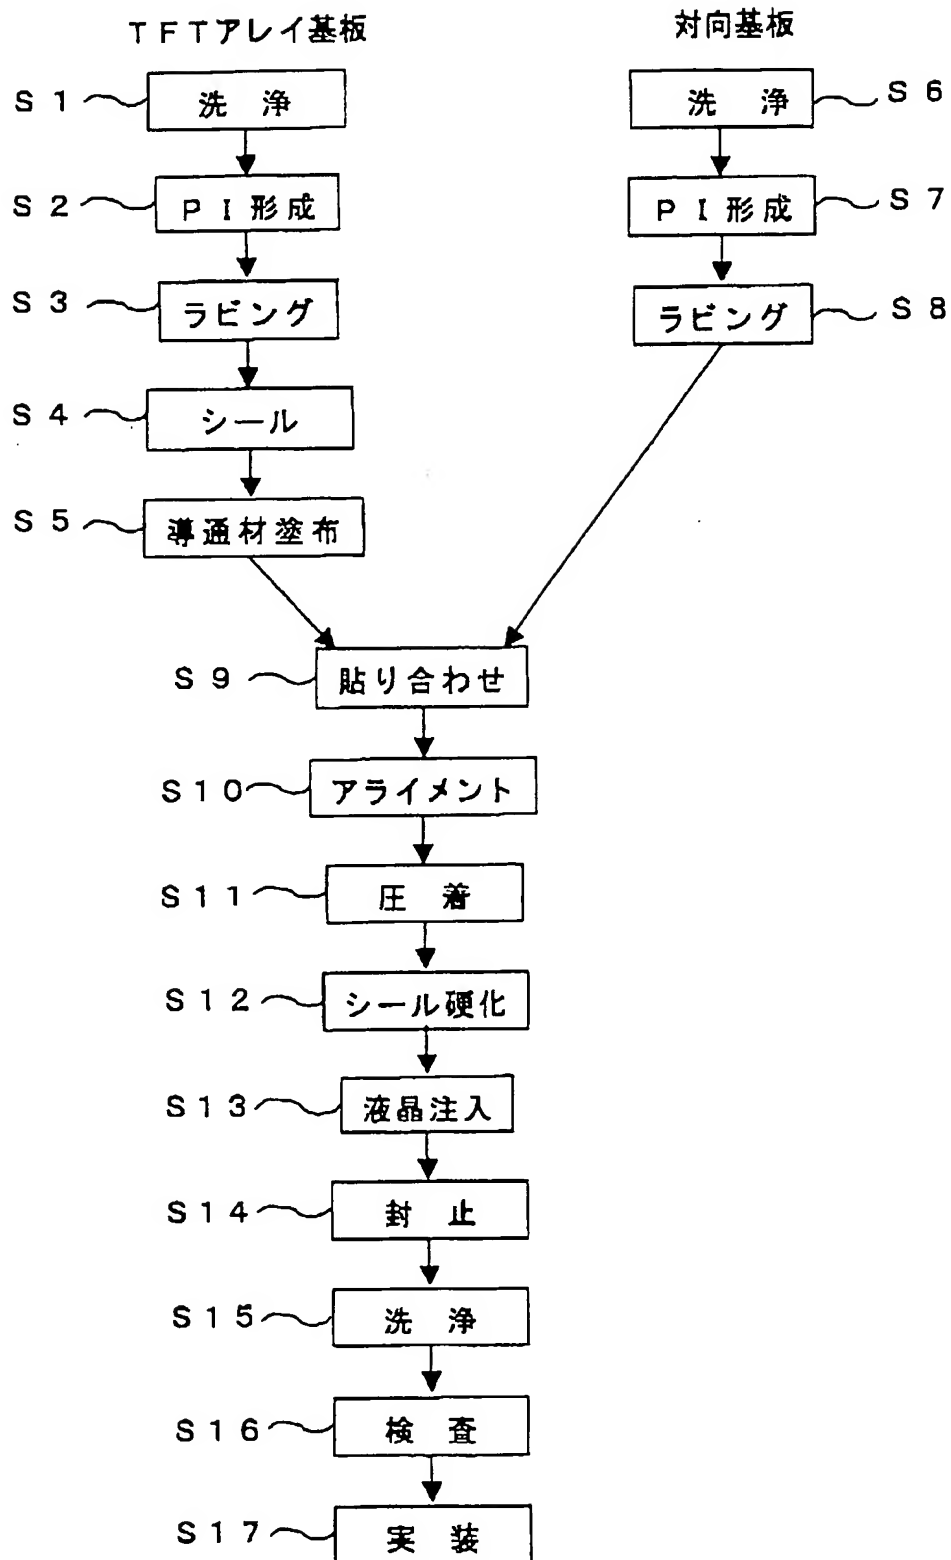 ＴＦＴアレイ基板
対向基板
Ｓ１ 洗 浄
洗 浄 Ｓ６
Ｓ２ ＰＩ形成
ＰＩ形成 Ｓ７
Ｓ３ ラビング
ラビング Ｓ８
Ｓ４ シール
Ｓ５ 導通材塗布
Ｓ９ 貼り合わせ
Ｓ１０ アライメント
Ｓ１１ 圧 着
Ｓ１２ シール硬化
Ｓ１３ 液晶注入
Ｓ１４ 封 止
Ｓ１５ 洗 浄
Ｓ１６ 検 査
Ｓ１７ 実 装